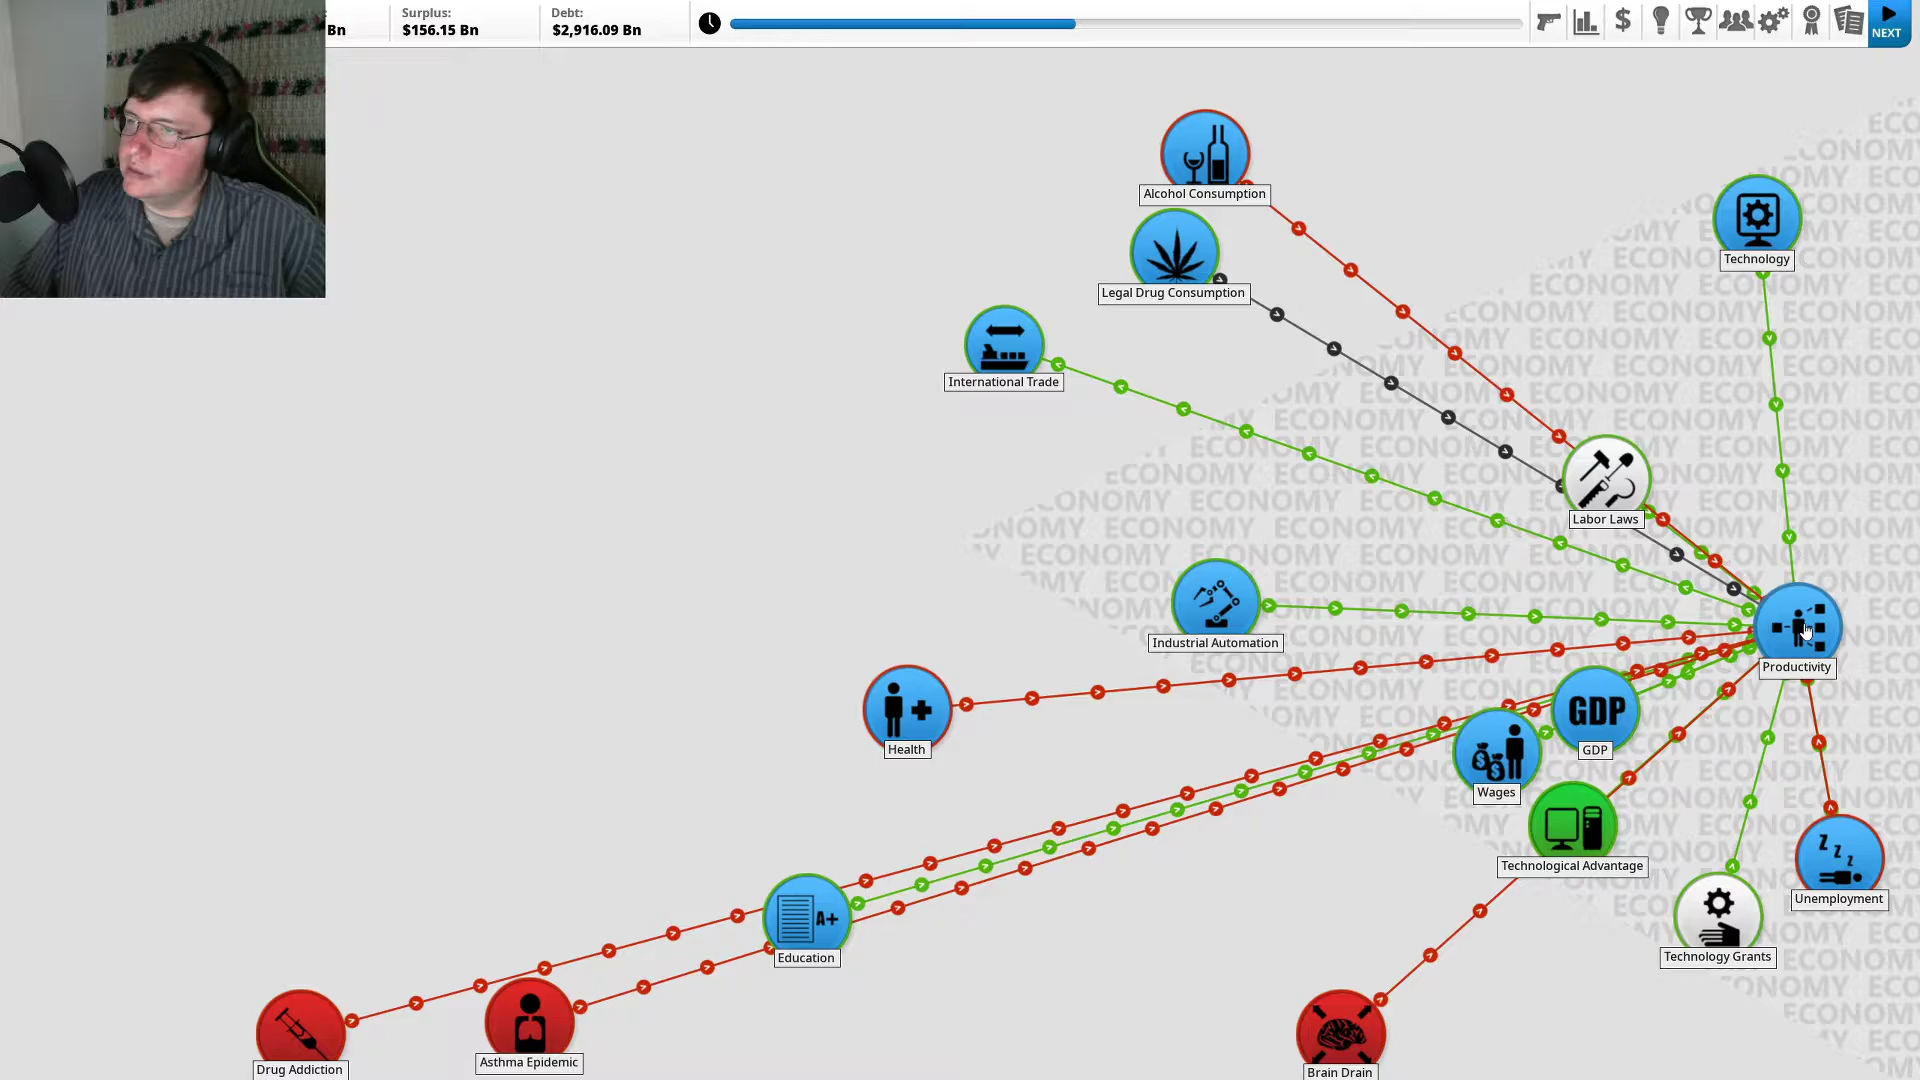 Bn
Surplus:
$156.15 Bn
Debt:
$2,916.09 Bn
NEXT
Alcohol Consumption
Technology
Legal Drug Consumption
International Trade
Labor Laws
Industrial Automation
Productivity
Health
GDP
GDP
Wages
Technological Advantage
Unemployment
A+
Education
Technology Grants
Drug Addiction
Asthma Epidemic
Brain Drain
ECONOMY ECONOMY ECONOMY